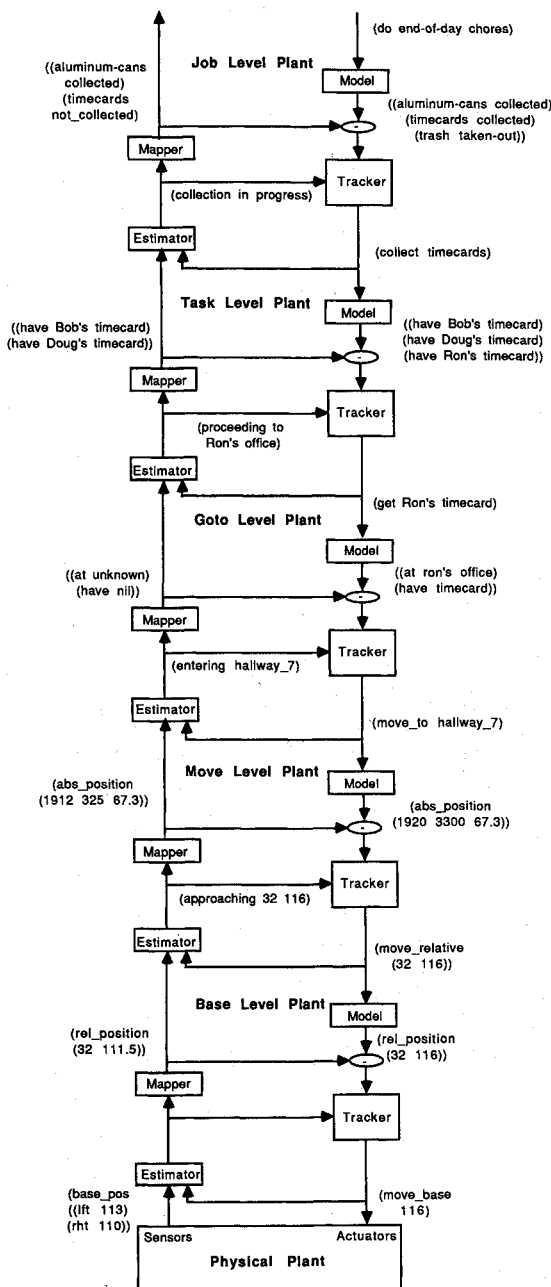 (do end-of-day chores)
Job Level Plant
((aluminum-cans
collected)
(timecards
not_collected)
Model
((aluminum-cans collected)
(timecards collected)
(trash taken-out))
-
Mapper
Tracker
(collection in progress)
Estimator
(collect timecards)
Task Level Plant
Model
((have Bob's timecard)
(have Doug's timecard))
((have Bob's timecard)
(have Doug's timecard)
(have Ron's timecard))
-
Mapper
Tracker
(proceeding to
Ron's office)
Estimator
(get Ron's timecard)
Goto Level Plant
Model
((at unknown)
(have nil))
((at ron's office)
(have timecard))
-
Mapper
Tracker
(entering hallway_7)
Estimator
(move_to hallway_7)
Move Level Plant
Model
(abs_position
(1912 325 67.3))
(abs_position
(1920 3300 67.3))
-
Mapper
Tracker
(approaching 32 116)
Estimator
(move_relative
(32 116))
Base Level Plant
Model
(rel_position
(32 111.5))
(rel_position
(32 116))
-
Mapper
Tracker
Estimator
(base_pos
((lft 113)
(rht 110))
(move_base
116)
Sensors
Actuators
Physical Plant